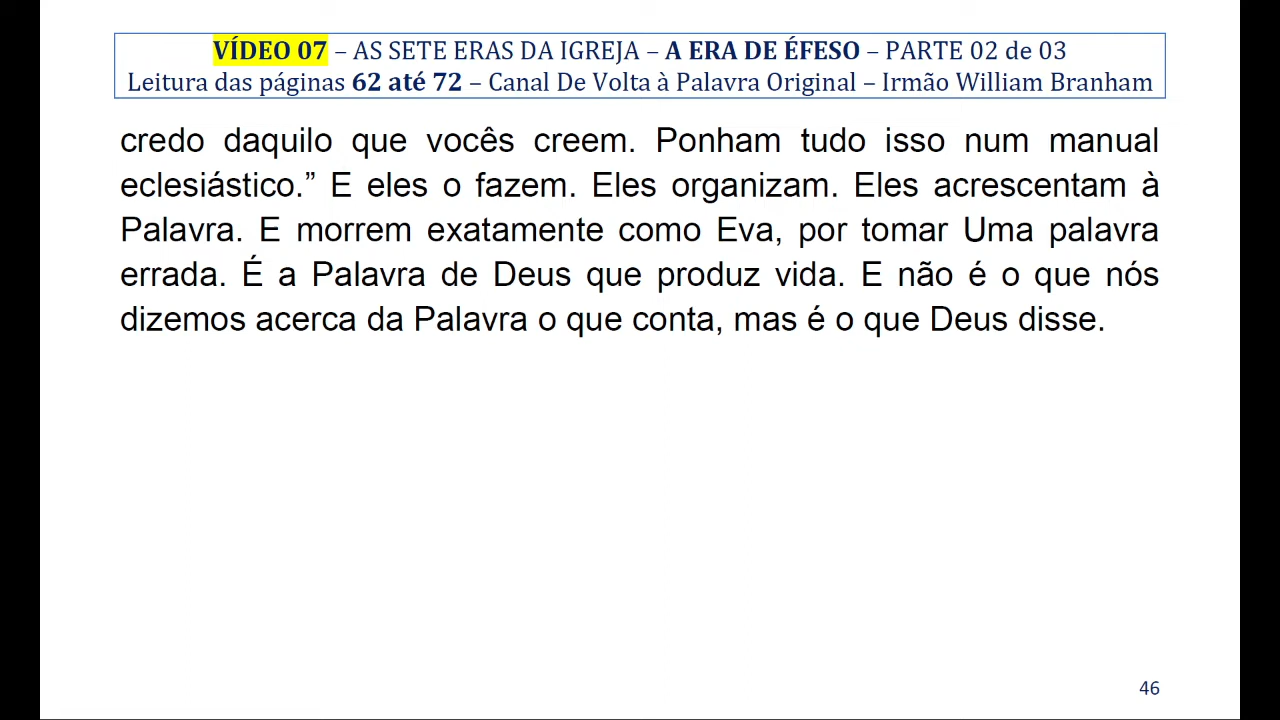 VÍDEO 07 – AS SETE ERAS DA IGREJA – A ERA DE ÉFESO – PARTE 02 de 03
Leitura das páginas 62 até 72 – Canal De Volta à Palavra Original – Irmão William Branham
credo daquilo que vocês creem. Ponham tudo isso num manual
eclesiástico.” E eles o fazem. Eles organizam. Eles acrescentam à
Palavra. E morrem exatamente como Eva, por tomar Uma palavra
errada. É a Palavra de Deus que produz vida. E não é o que nós
dizemos acerca da Palavra o que conta, mas é o que Deus disse.
46